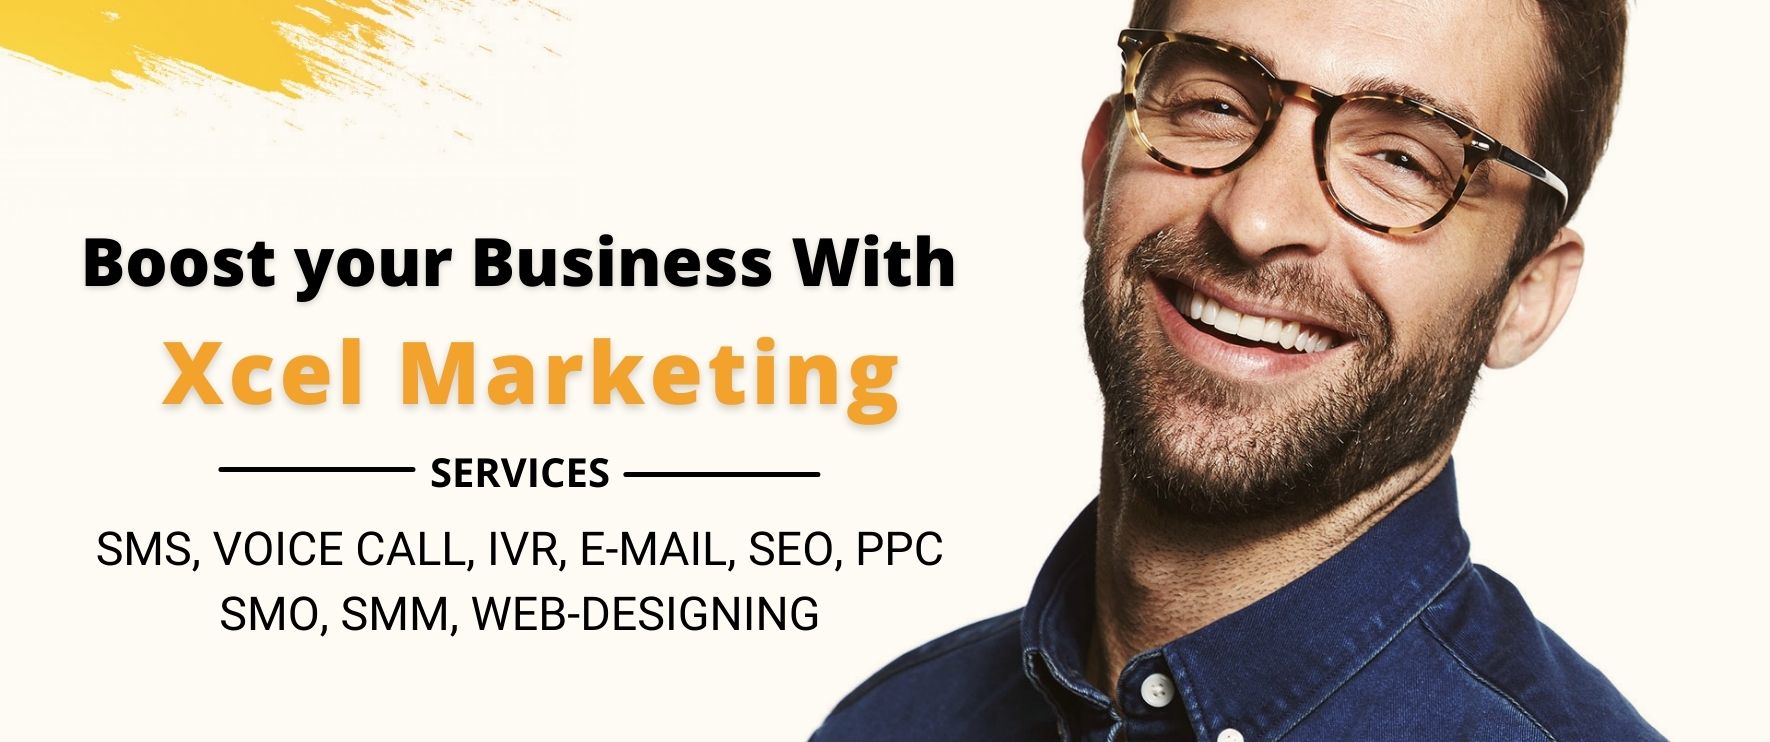 Boost your Business With
Xcel Marketing
SERVICES
SMS, VOICE CALL, IVR, E-MAIL, SEO, PPC
SMO, SMM, WEB-DESIGNING